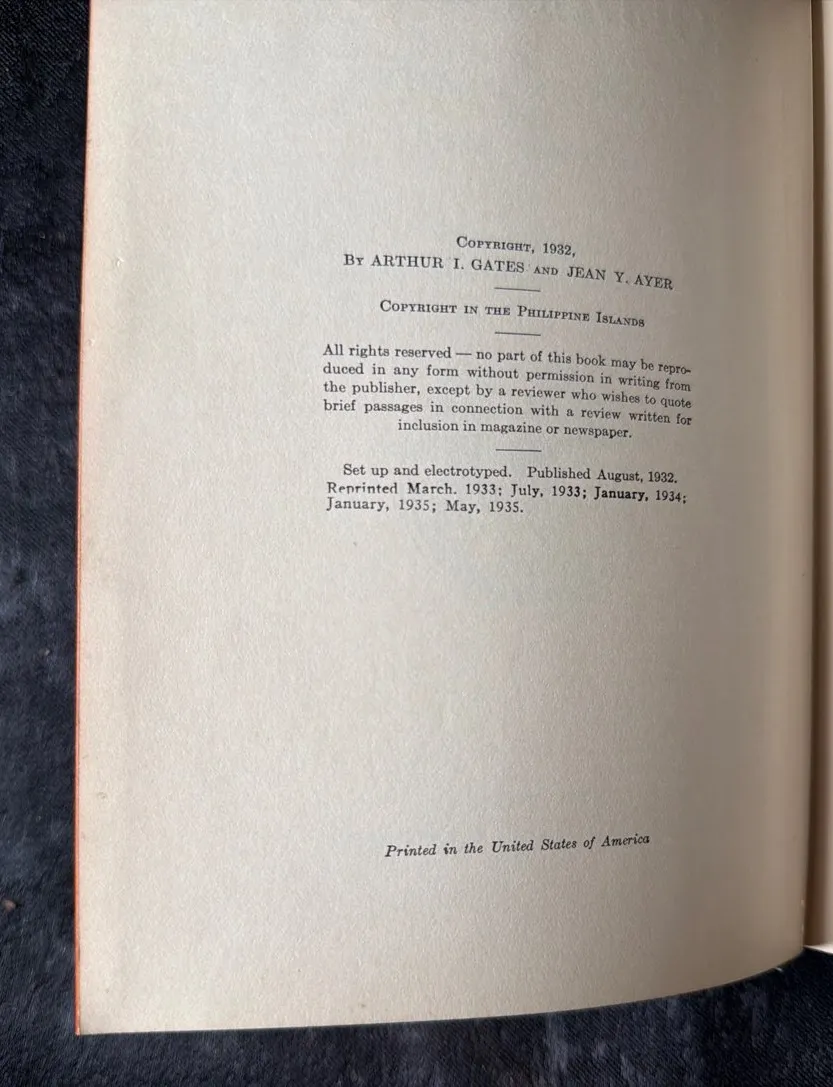 COPYRIGHT, 1932,
BY ARTHUR I. GATES AND JEAN Y. AYER
COPYRIGHT IN THE PHILIPPINE ISLANDS
All rights reserved — no part of this book may be repro-
duced in any form without permission in writing from
the publisher, except by a reviewer who wishes to quote
brief passages in connection with a review written for
inclusion in magazine or newspaper.
Set up and electrotyped. Published August, 1932.
Reprinted March. 1933; July, 1933; January, 1934;
January, 1935; May, 1935.
Printed in the United States of America